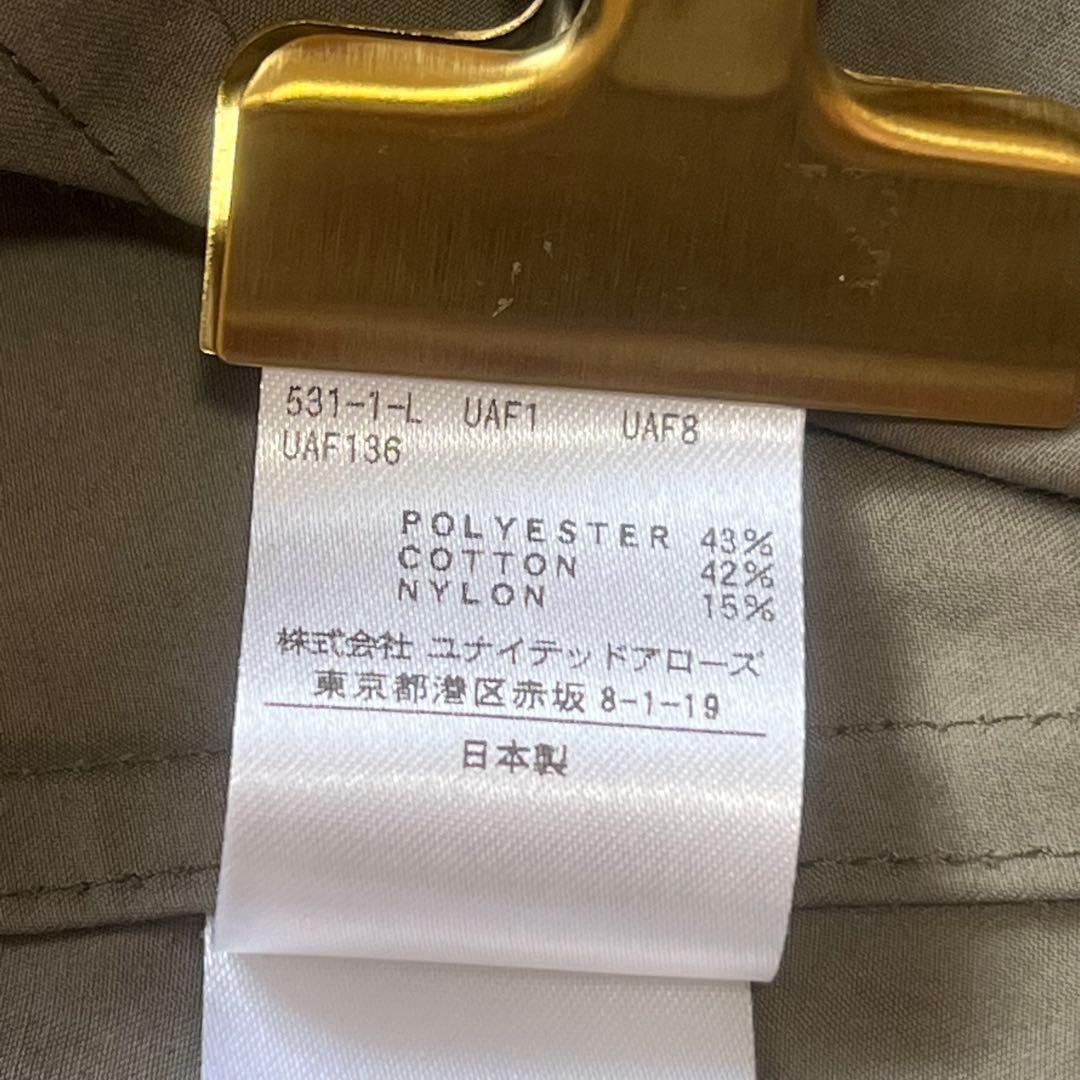 531-1-L UAF1 UAF8
UAF136
POLYESTER 43%
COTTON 42%
NYLON 15%
株式会社 ユナイテッドアローズ
東京都港区赤坂 8-1-19
日本製